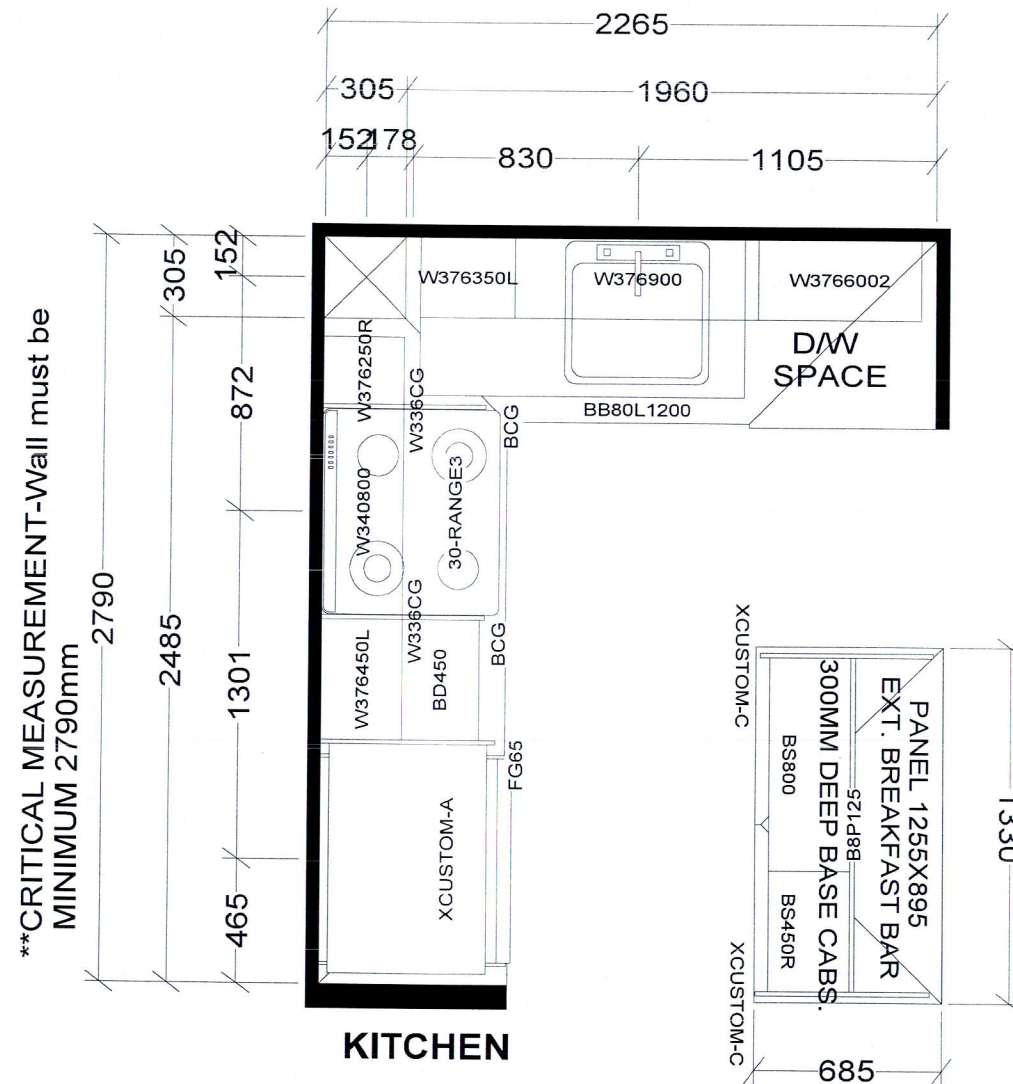 2265
305
1960
152
178
830
1105
152
305
872
2790
2485
1301
465
**CRITICAL MEASUREMENT-Wall must be
MINIMUM 2790mm
W376350L
W376900
W3766002
D/W
SPACE
BB80L1200
W376250R
W336CG
BCG
W340800
30-RANGE3
W336CG
BCG
W376450L
BD450
FG65
XCUSTOM-A
XCUSTOM-C
PANEL 1255X895
EXT. BREAKFAST BAR
B8P125
300MM DEEP BASE CABS.
BS800
BS450R
XCUSTOM-C
1330
685
KITCHEN